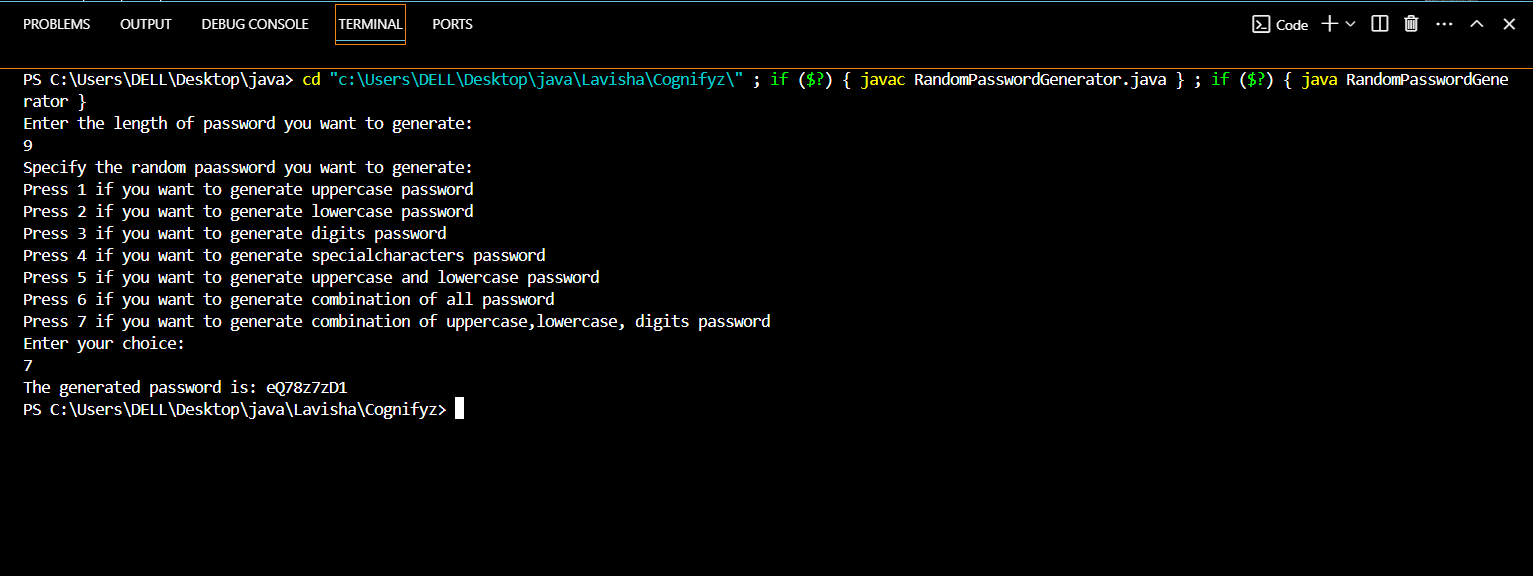 PROBLEMS OUTPUT DEBUG CONSOLE TERMINAL PORTS Code
PS C:\Users\DELL\Desktop\java> cd "c:\Users\DELL\Desktop\java\Lavisha\Cognifyz\" ; if ($?) { javac RandomPasswordGenerator.java } ; if ($?) { java RandomPasswordGene
rator }
Enter the length of password you want to generate:
9
Specify the random paassword you want to generate:
Press 1 if you want to generate uppercase password
Press 2 if you want to generate lowercase password
Press 3 if you want to generate digits password
Press 4 if you want to generate specialcharacters password
Press 5 if you want to generate uppercase and lowercase password
Press 6 if you want to generate combination of all password
Press 7 if you want to generate combination of uppercase,lowercase, digits password
Enter your choice:
7
The generated password is: eQ78z7zD1
PS C:\Users\DELL\Desktop\java\Lavisha\Cognifyz>